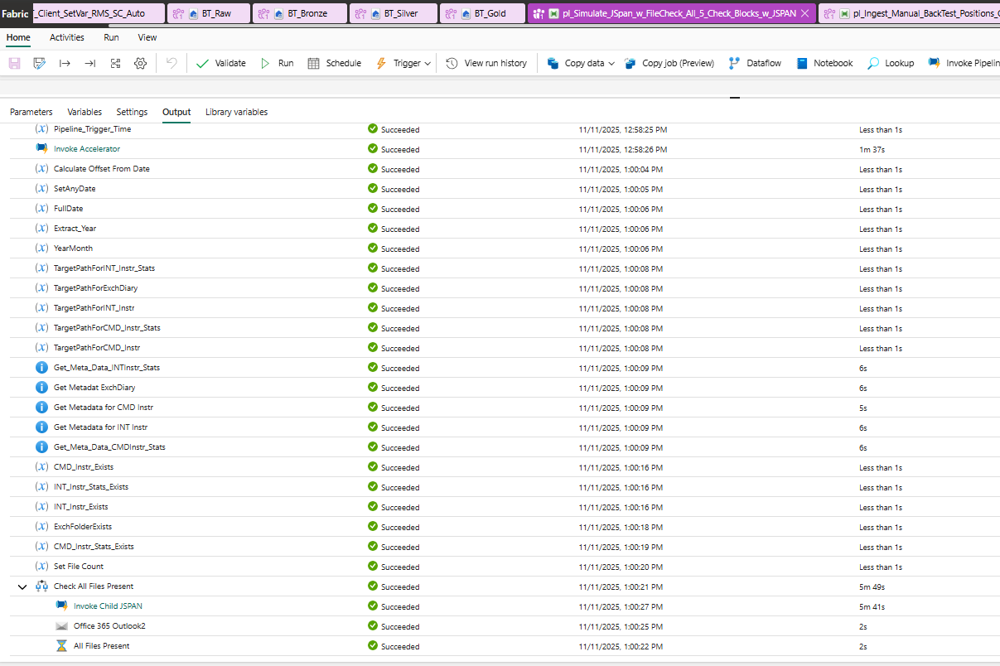 Fabric _Client_SetVar_RMS_SC_Auto BT_Raw BT_Bronze BT_Silver BT_Gold pl_Simulate_JSpan_w_FileCheck_All_5_Check_Blocks_w_JSPAN pl_Ingest_Manual_BackTest_Positions_
Home Activities Run View
Validate Run Schedule Trigger View run history Copy data Copy job (Preview) Dataflow Notebook Lookup Invoke Pipelin
Parameters Variables Settings Output Library variables
(x) Pipeline_Trigger_Time Succeeded 11/11/2025, 12:58:25 PM Less than 1s
Invoke Accelerator Succeeded 11/11/2025, 12:58:26 PM 1m 37s
(x) Calculate Offset From Date Succeeded 11/11/2025, 1:00:04 PM Less than 1s
(x) SetAnyDate Succeeded 11/11/2025, 1:00:05 PM Less than 1s
(x) FullDate Succeeded 11/11/2025, 1:00:06 PM Less than 1s
(x) Extract_Year Succeeded 11/11/2025, 1:00:06 PM Less than 1s
(x) YearMonth Succeeded 11/11/2025, 1:00:06 PM Less than 1s
(x) TargetPathForINT_Instr_Stats Succeeded 11/11/2025, 1:00:08 PM Less than 1s
(x) TargetPathForExchDiary Succeeded 11/11/2025, 1:00:08 PM Less than 1s
(x) TargetPathForINT_Instr Succeeded 11/11/2025, 1:00:08 PM Less than 1s
(x) TargetPathForCMD_Instr_Stats Succeeded 11/11/2025, 1:00:08 PM Less than 1s
(x) TargetPathForCMD_Instr Succeeded 11/11/2025, 1:00:08 PM Less than 1s
Get_Meta_Data_INTInstr_Stats Succeeded 11/11/2025, 1:00:09 PM 6s
Get Metadat ExchDiary Succeeded 11/11/2025, 1:00:09 PM 6s
Get Metadata for CMD Instr Succeeded 11/11/2025, 1:00:09 PM 5s
Get Metadata for INT Instr Succeeded 11/11/2025, 1:00:09 PM 6s
Get_Meta_Data_CMDInstr_Stats Succeeded 11/11/2025, 1:00:09 PM 6s
(x) CMD_Instr_Exists Succeeded 11/11/2025, 1:00:16 PM Less than 1s
(x) INT_Instr_Stats_Exists Succeeded 11/11/2025, 1:00:16 PM Less than 1s
(x) INT_Instr_Exists Succeeded 11/11/2025, 1:00:16 PM Less than 1s
(x) ExchFolderExists Succeeded 11/11/2025, 1:00:18 PM Less than 1s
(x) CMD_Instr_Stats_Exists Succeeded 11/11/2025, 1:00:19 PM Less than 1s
(x) Set File Count Succeeded 11/11/2025, 1:00:20 PM Less than 1s
Check All Files Present Succeeded 11/11/2025, 1:00:21 PM 5m 49s
Invoke Child JSPAN Succeeded 11/11/2025, 1:00:27 PM 5m 41s
Office 365 Outlook2 Succeeded 11/11/2025, 1:00:25 PM 2s
All Files Present Succeeded 11/11/2025, 1:00:22 PM 2s